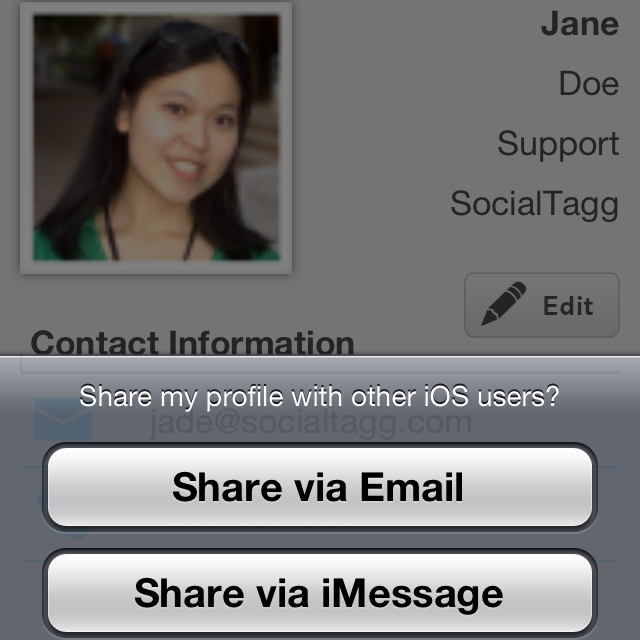 Jane
Doe
Support
SocialTagg
Edit
Contact Information
Share my profile with other iOS users?
jade@socialtagg.com
Share via Email
Share via iMessage